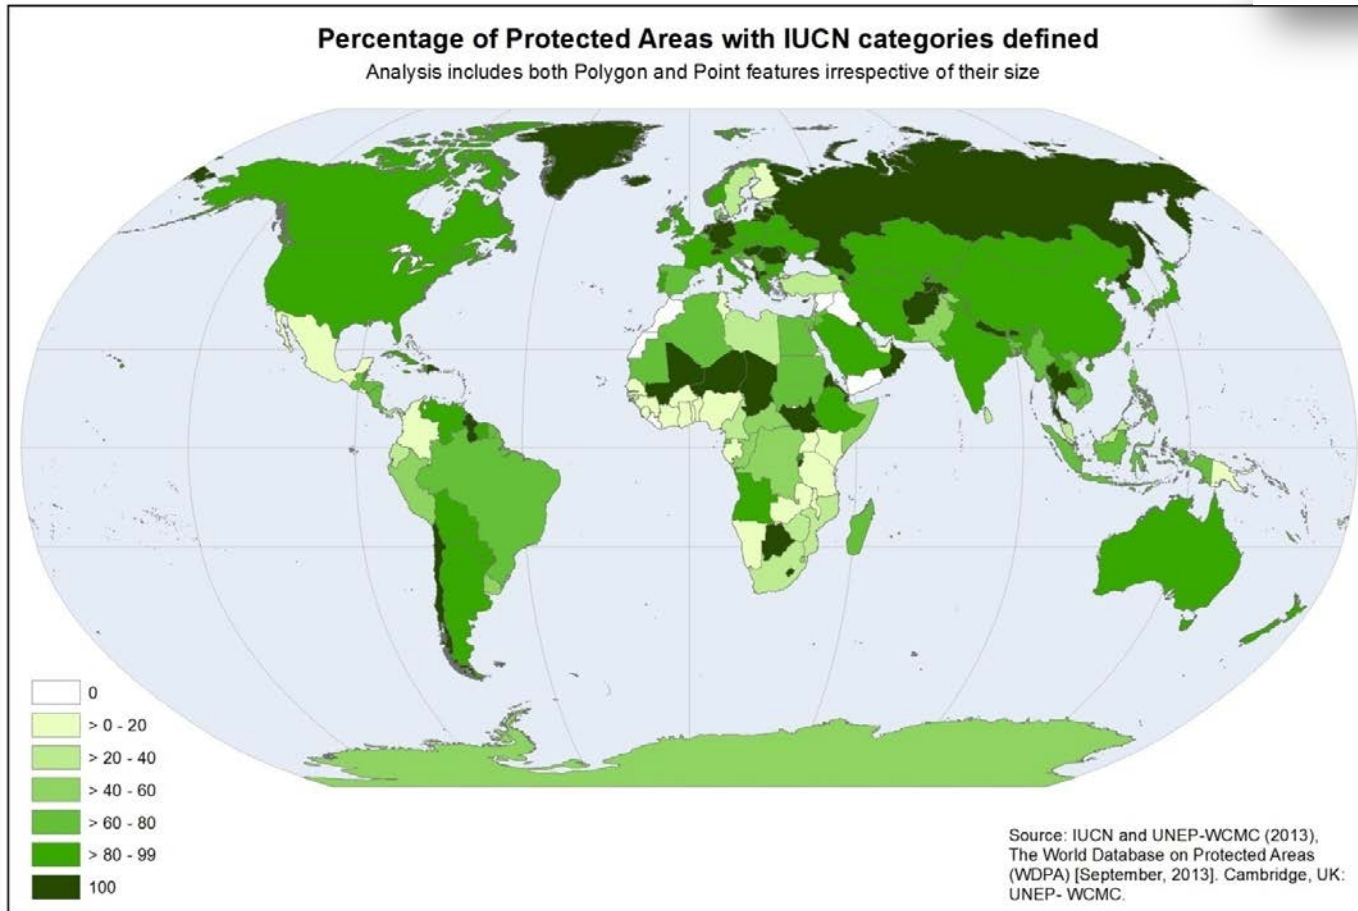 Percentage of Protected Areas with IUCN categories defined
Analysis includes both Polygon and Point features irrespective of their size
0
> 0 - 20
> 20 - 40
> 40 - 60
> 60 - 80
> 80 - 99
100
Source: IUCN and UNEP-WCMC (2013),
The World Database on Protected Areas
(WDPA) [September, 2013]. Cambridge, UK:
UNEP- WCMC.